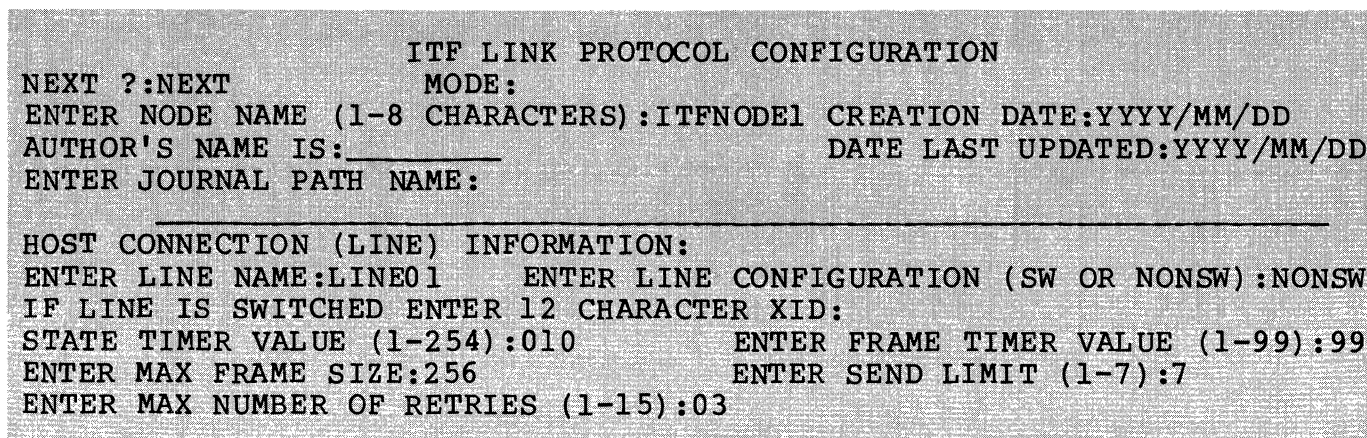 ITF LINK PROTOCOL CONFIGURATION
NEXT ?:NEXT MODE:
ENTER NODE NAME (1-8 CHARACTERS):ITFNODE1 CREATION DATE:YYYY/MM/DD
AUTHOR'S NAME IS:_________ DATE LAST UPDATED:YYYY/MM/DD
ENTER JOURNAL PATH NAME:
HOST CONNECTION (LINE) INFORMATION:
ENTER LINE NAME:LINE01 ENTER LINE CONFIGURATION (SW OR NONSW):NONSW
IF LINE IS SWITCHED ENTER 12 CHARACTER XID:
STATE TIMER VALUE (1-254):010 ENTER FRAME TIMER VALUE (1-99):99
ENTER MAX FRAME SIZE:256 ENTER SEND LIMIT (1-7):7
ENTER MAX NUMBER OF RETRIES (1-15):03